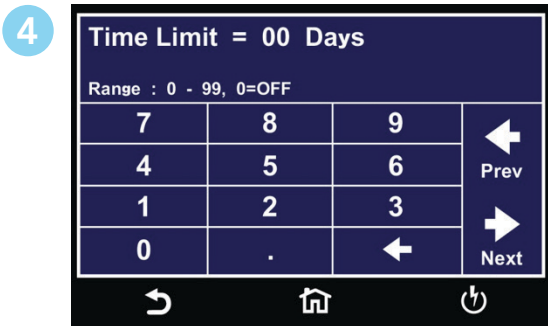 4
Time Limit = 00 Days
Range : 0 - 99, 0=OFF
7 8 9
4 5 6
Prev
1 2 3
0 .
Next